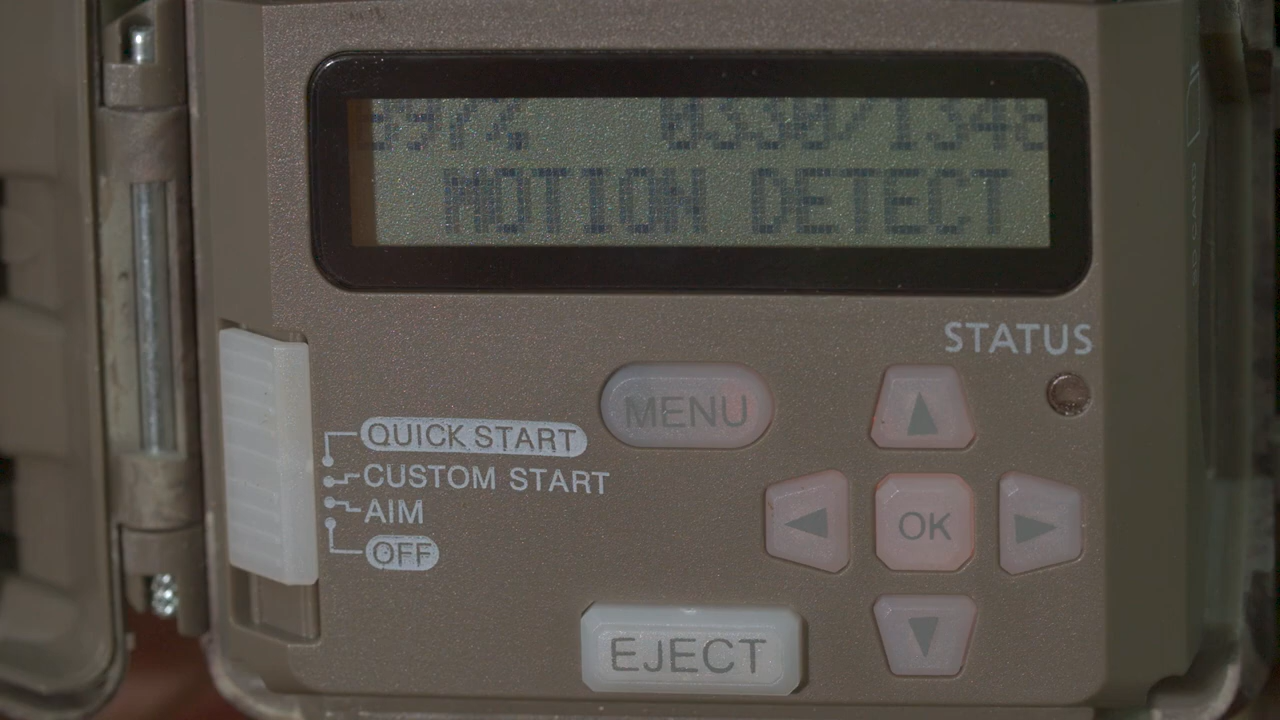 MOTION DETECT
STATUS
MENU
QUICK START
CUSTOM START
AIM
OFF
OK
EJECT